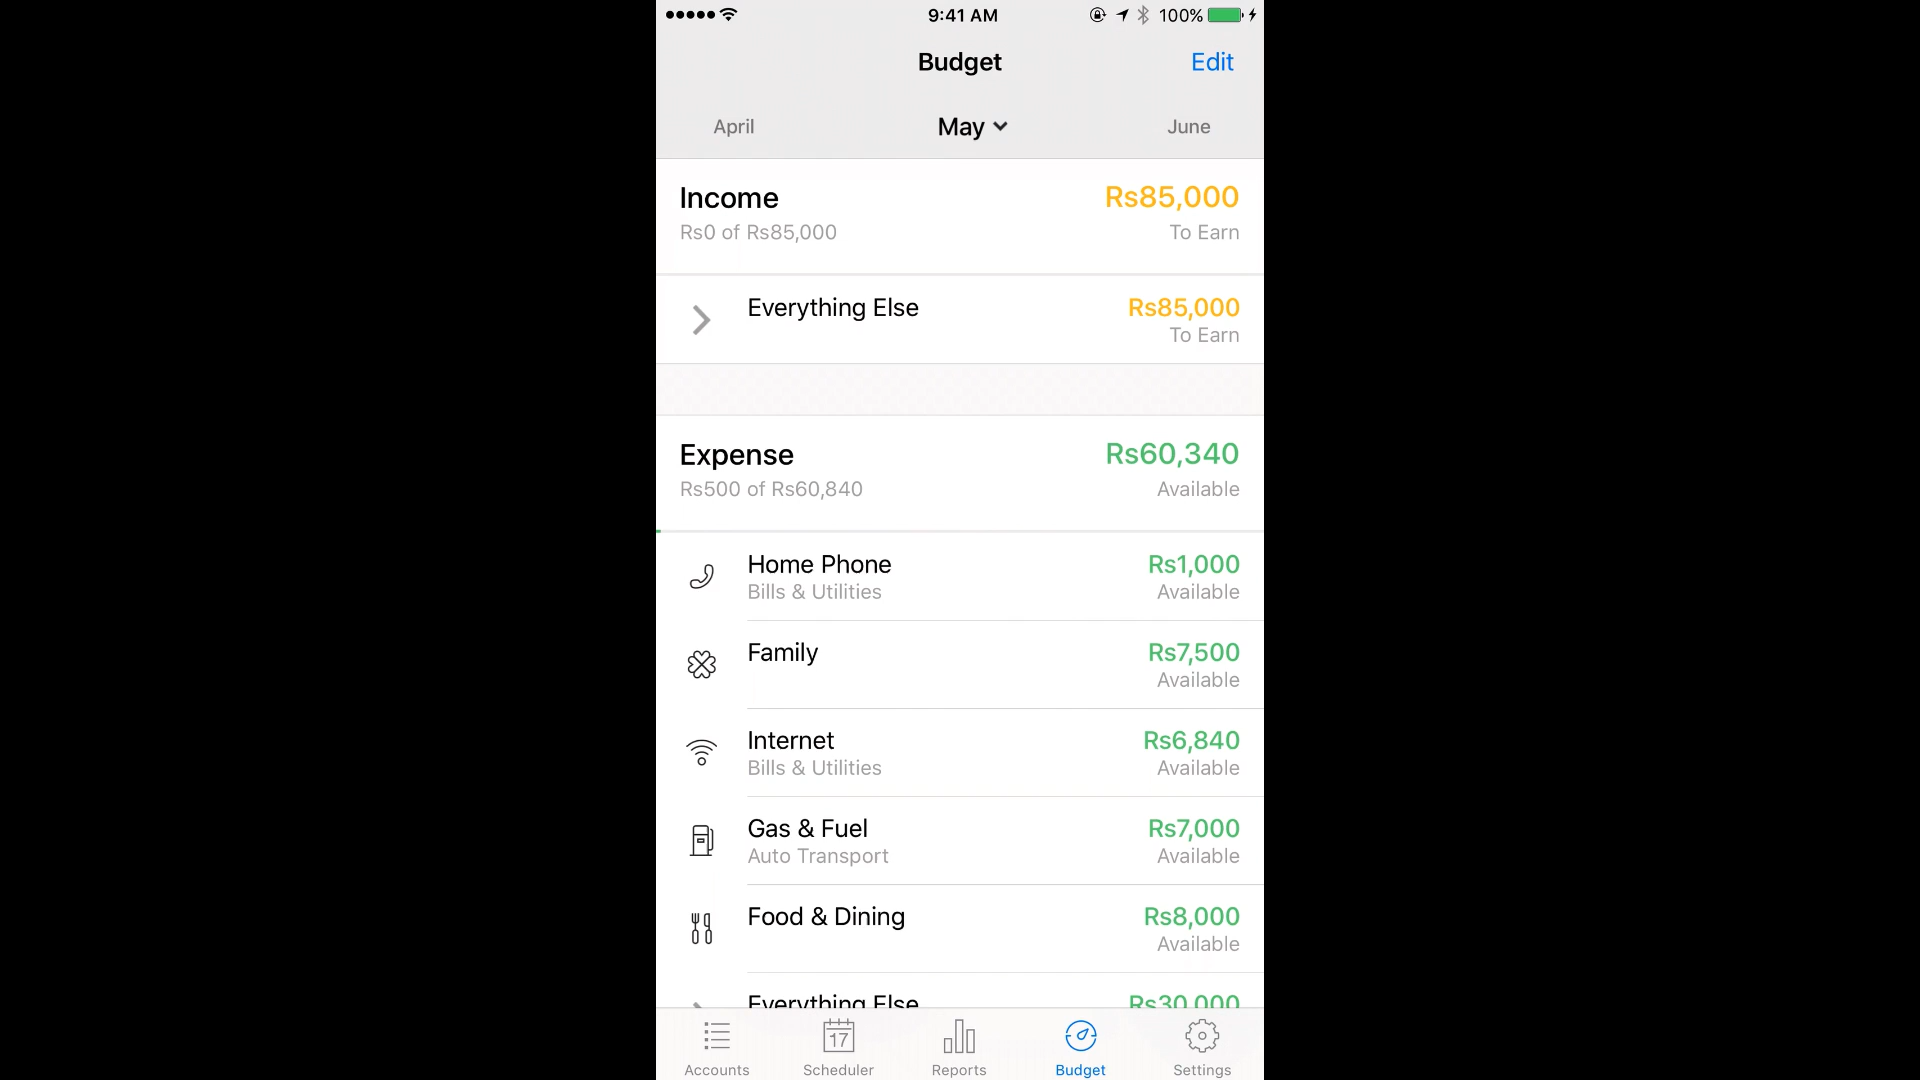 9:41 AM 100%
Budget Edit
April May June
Income Rs85,000
Rs0 of Rs85,000 To Earn
Everything Else Rs85,000
To Earn
Expense Rs60,340
Rs500 of Rs60,840 Available
Home Phone Rs1,000
Bills & Utilities Available
Family Rs7,500
Available
Internet Rs6,840
Bills & Utilities Available
Gas & Fuel Rs7,000
Auto Transport Available
Food & Dining Rs8,000
Available
Everything Else Rs30,000
17
Accounts Scheduler Reports Budget Settings